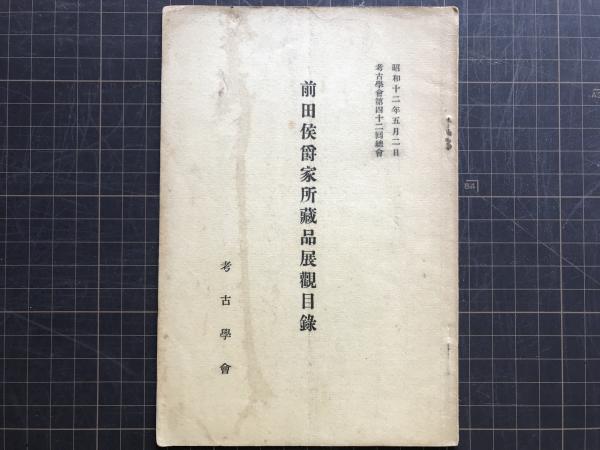 昭和十二年五月二日
考古學會第四十二回總會
前田侯爵家所藏品展觀目錄
考古學會
B4